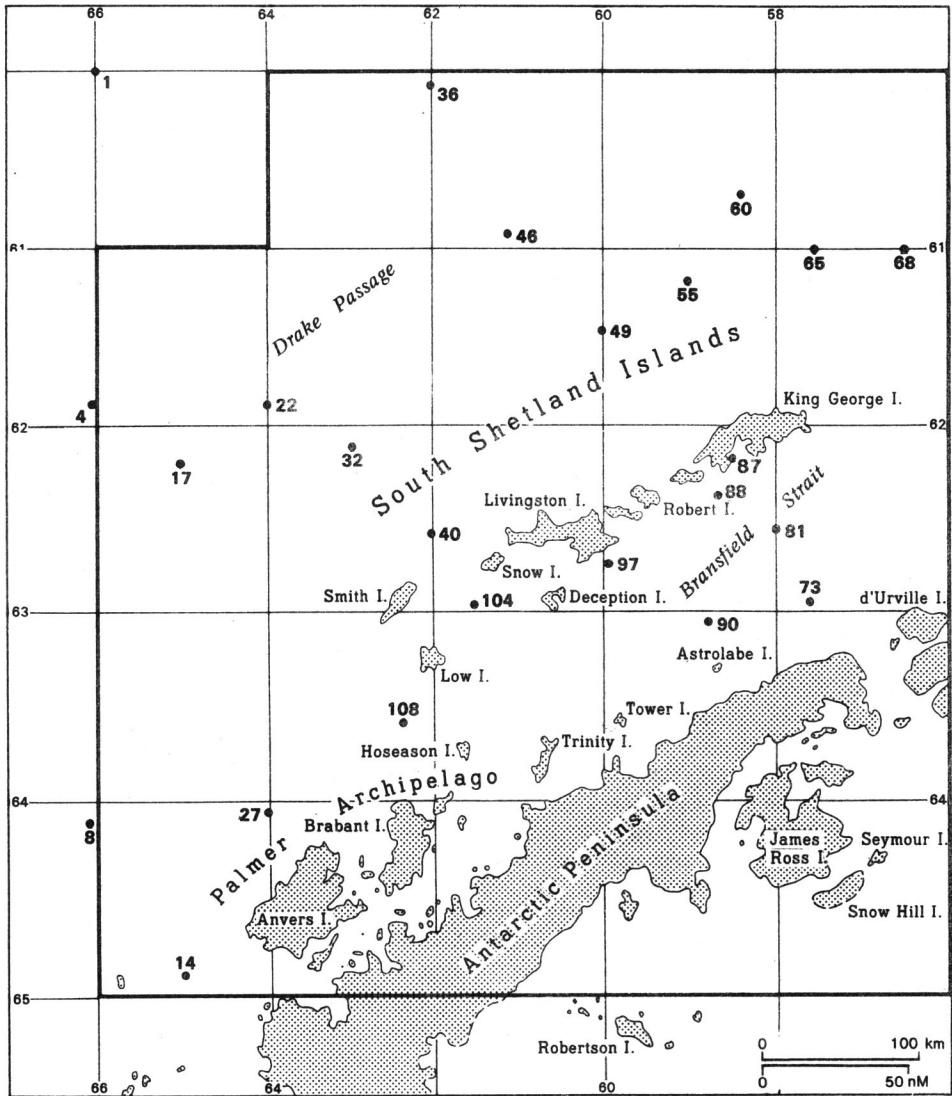 66 64 62 60 58
1
36
60
46
61 61
65 68
55
Drake Passage
49
South Shetland Islands
4 22
King George I.
62 62
32
17
87
88
Livingston I.
Robert I.
Bransfield Strait
40
81
97
Snow I.
Smith I.
104
Deception I.
73
d'Urville I.
63 63
90
Astrolabe I.
Low I.
108
Tower I.
Trinity I.
Hoseason I.
Palmer Archipelago
64 64
27
8
Brabant I.
James
Ross I.
Seymour I.
Antarctic Peninsula
Anvers I.
Snow Hill I.
14
65 65
Robertson I.
0 100 km
0 50 nM
66 64 60